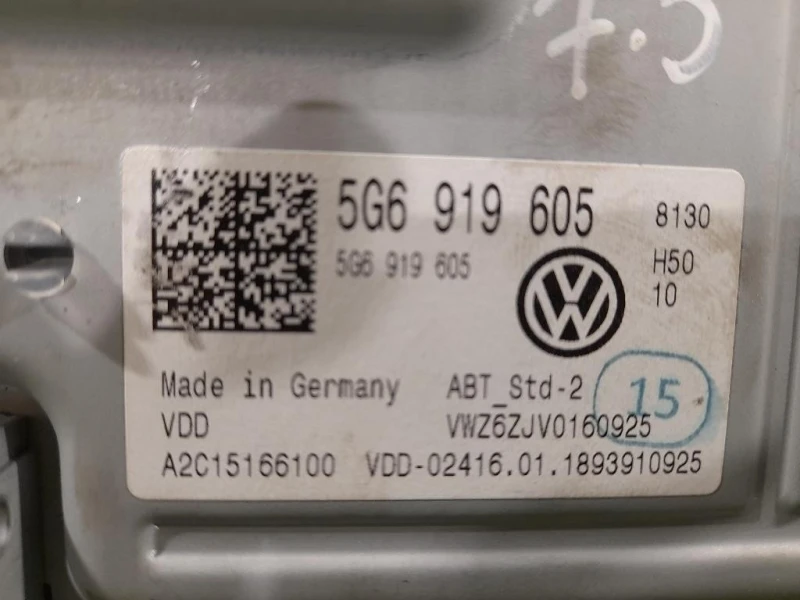 5G6 919 605
8130
5G6 919 605
H50
10
Made in Germany
ABT_Std-2
15
VDD
VWZ6ZJV0160925
A2C15166100
VDD-02416.01.1893910925